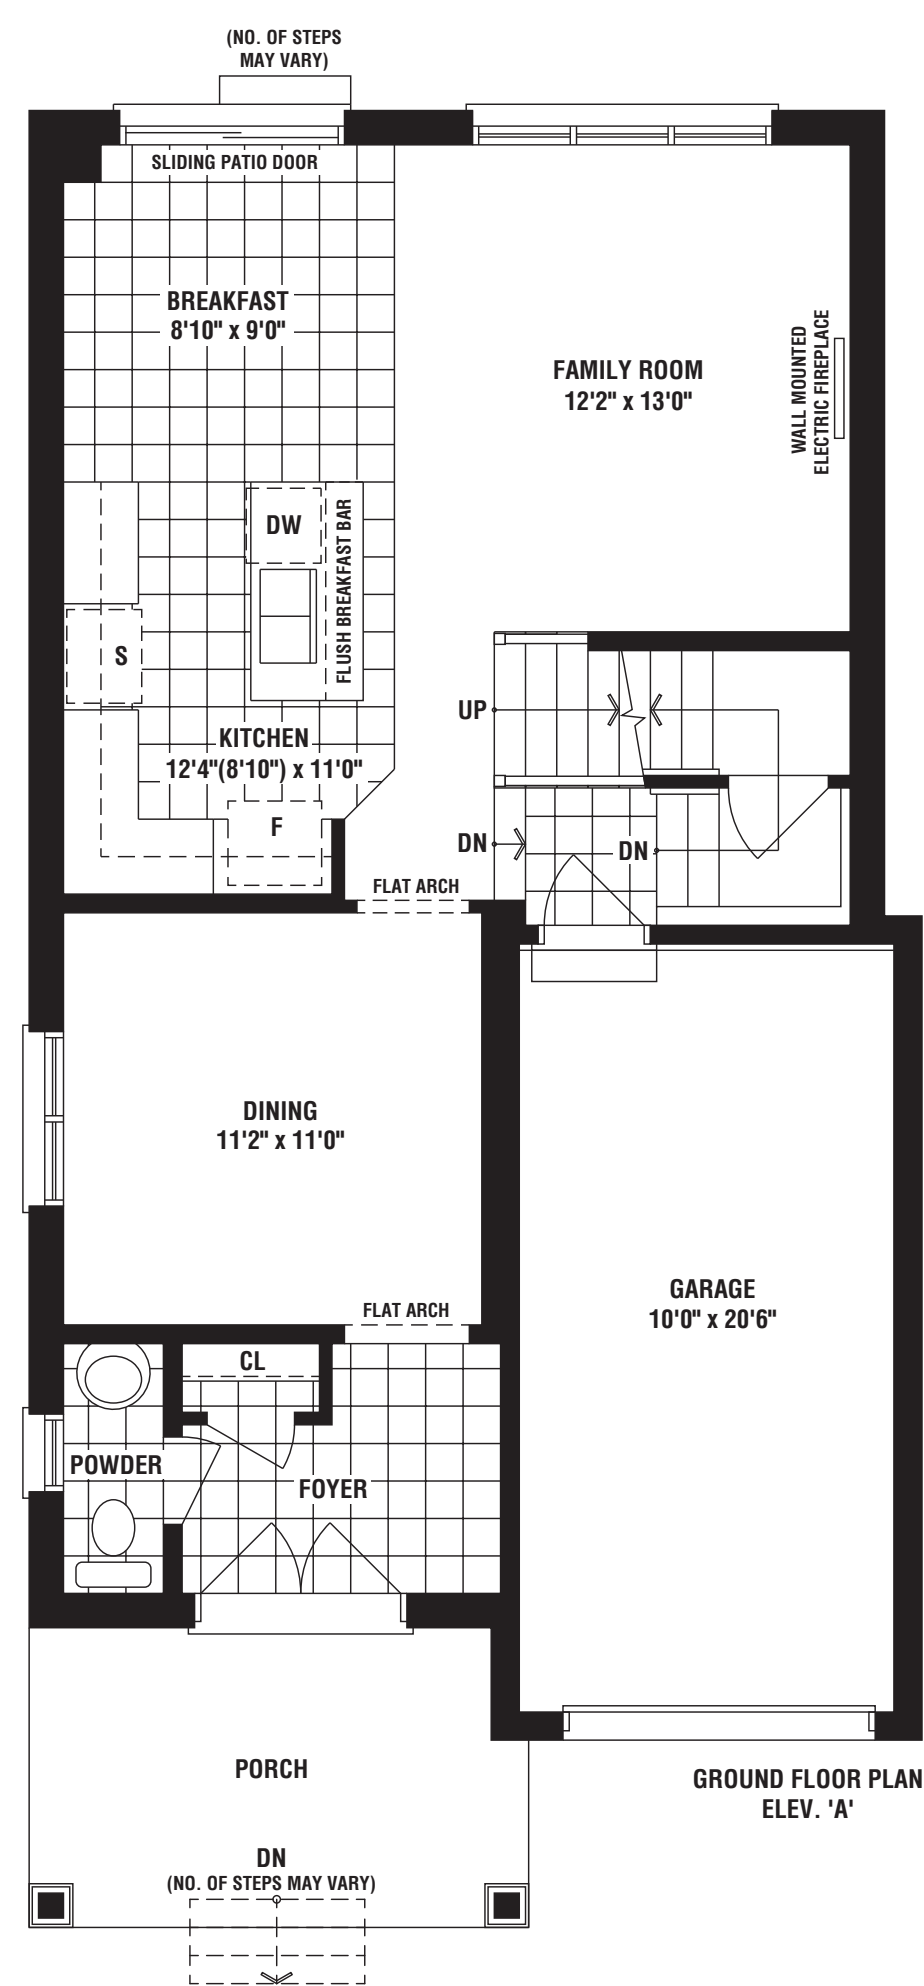 (NO. OF STEPS
MAY VARY)
SLIDING PATIO DOOR
BREAKFAST
8'10" x 9'0"
FAMILY ROOM
12'2" x 13'0"
WALL MOUNTED
ELECTRIC FIREPLACE
DW
FLUSH BREAKFAST BAR
S
UP
KITCHEN
12'4"(8'10") x 11'0"
F
DN
DN
FLAT ARCH
DINING
11'2" x 11'0"
GARAGE
10'0" x 20'6"
FLAT ARCH
CL
POWDER
FOYER
PORCH
GROUND FLOOR PLAN
ELEV. 'A'
DN
(NO. OF STEPS MAY VARY)